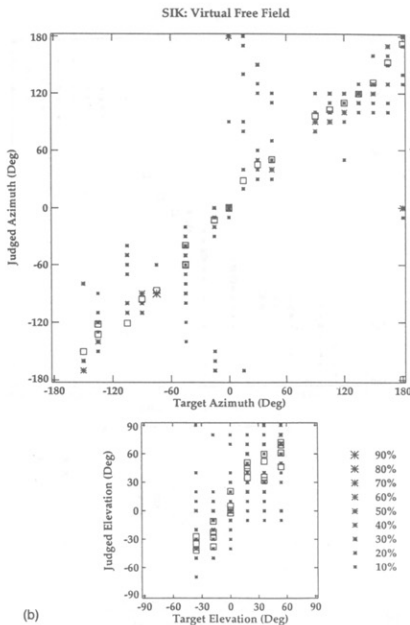 SIK: Virtual Free Field
180
120
60
0
-60
-120
-180
Judged Azimuth (Deg)
-180 -120 -60 0 60 120 180
Target Azimuth (Deg)
90
60
30
0
-30
-60
-90
Judged Elevation (Deg)
-90 -60 -30 0 30 60 90
Target Elevation (Deg)
90%
80%
70%
60%
50%
40%
30%
20%
10%
(b)